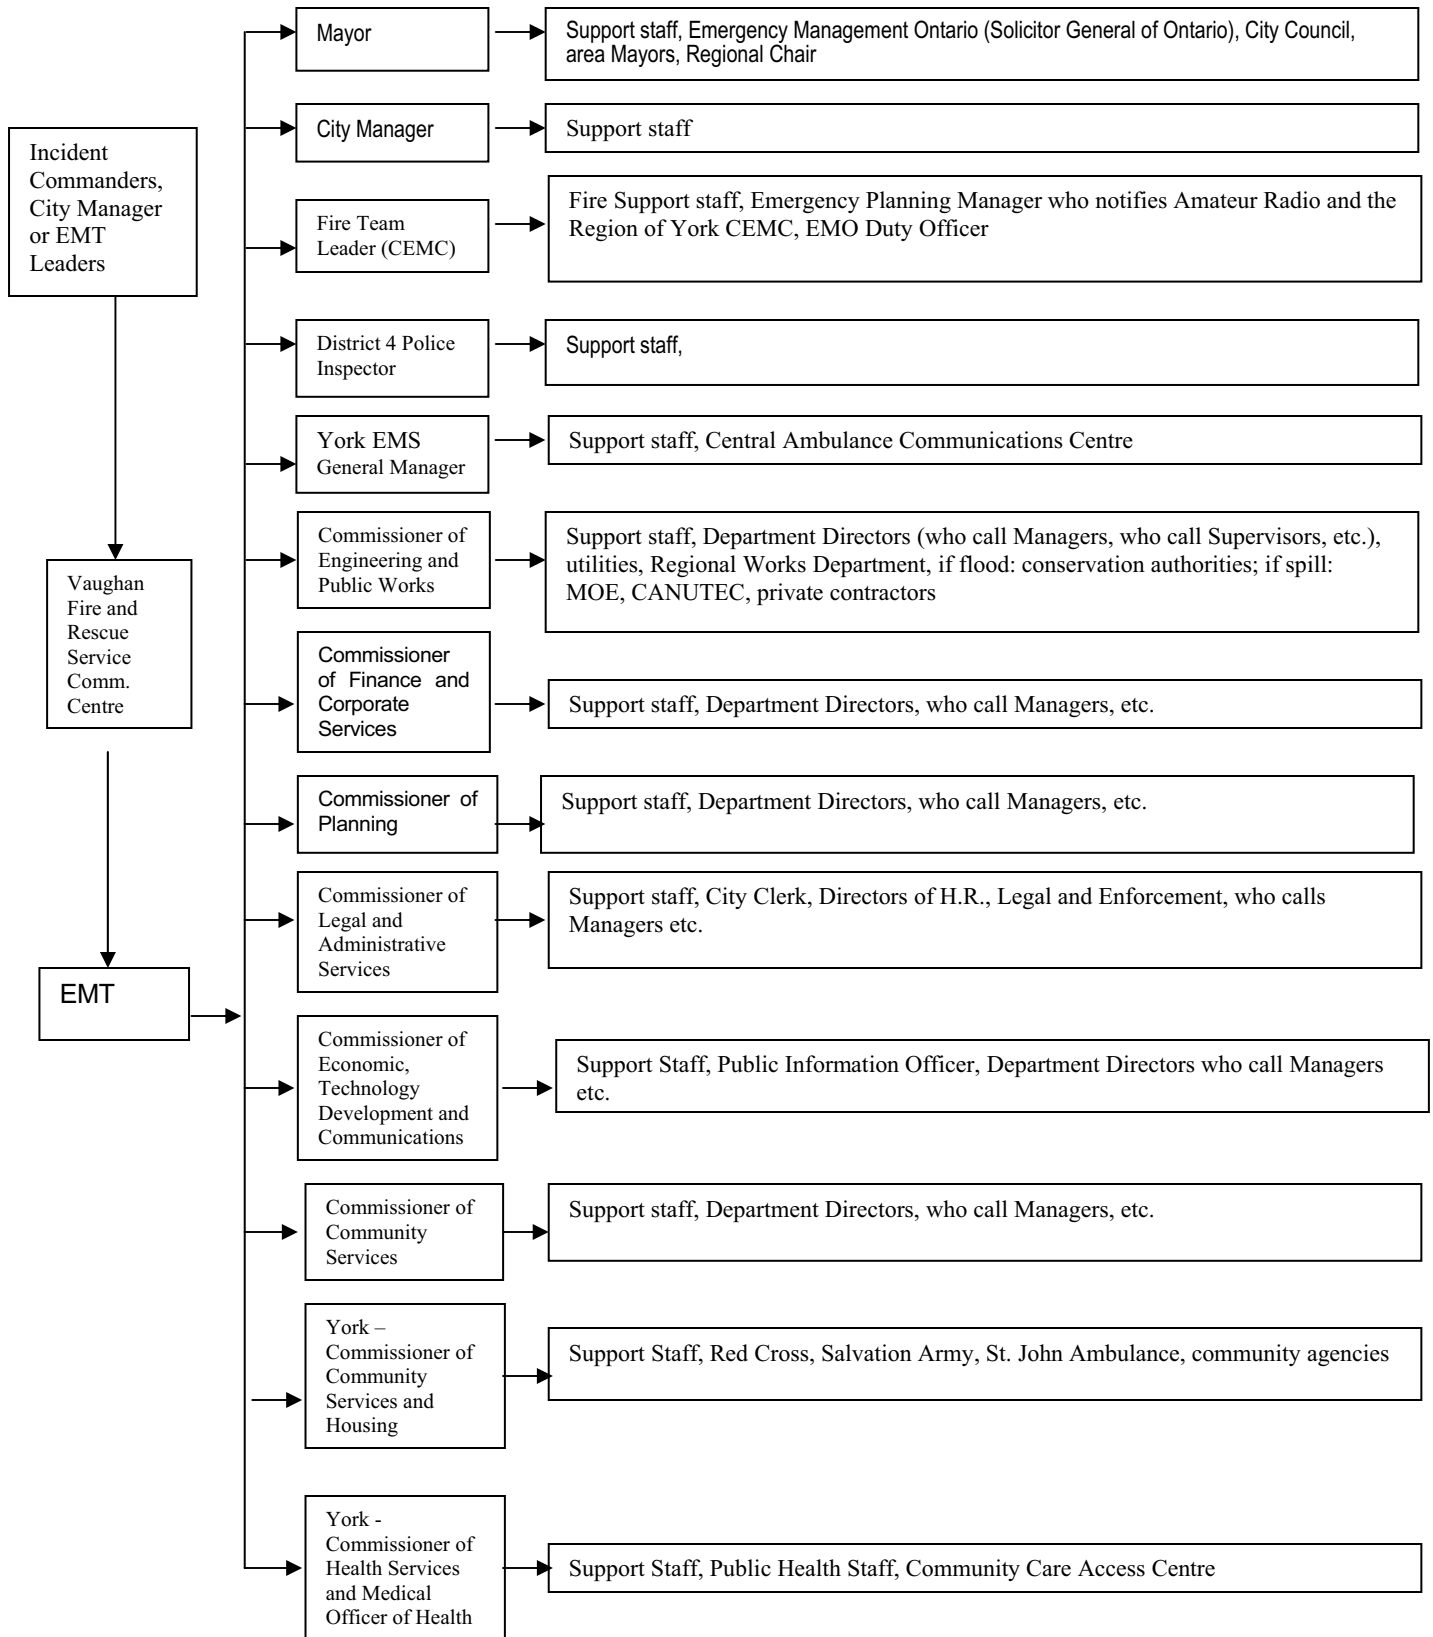 Mayor
Support staff, Emergency Management Ontario (Solicitor General of Ontario), City Council,
area Mayors, Regional Chair
City Manager
Support staff
Incident
Commanders,
City Manager
or EMT
Leaders
Fire Team
Leader (CEMC)
Fire Support staff, Emergency Planning Manager who notifies Amateur Radio and the
Region of York CEMC, EMO Duty Officer
District 4 Police
Inspector
Support staff,
York EMS
General Manager
Support staff, Central Ambulance Communications Centre
Commissioner of
Engineering and
Public Works
Support staff, Department Directors (who call Managers, who call Supervisors, etc.),
utilities, Regional Works Department, if flood: conservation authorities; if spill:
MOE, CANUTEC, private contractors
Vaughan
Fire and
Rescue
Service
Comm.
Centre
Commissioner
of Finance and
Corporate
Services
Support staff, Department Directors, who call Managers, etc.
Commissioner of
Planning
Support staff, Department Directors, who call Managers, etc.
Commissioner of
Legal and
Administrative
Services
Support staff, City Clerk, Directors of H.R., Legal and Enforcement, who calls
Managers etc.
EMT
Commissioner of
Economic,
Technology
Development and
Communications
Support Staff, Public Information Officer, Department Directors who call Managers
etc.
Commissioner of
Community
Services
Support staff, Department Directors, who call Managers, etc.
York –
Commissioner of
Community
Services and
Housing
Support Staff, Red Cross, Salvation Army, St. John Ambulance, community agencies
York -
Commissioner of
Health Services
and Medical
Officer of Health
Support Staff, Public Health Staff, Community Care Access Centre